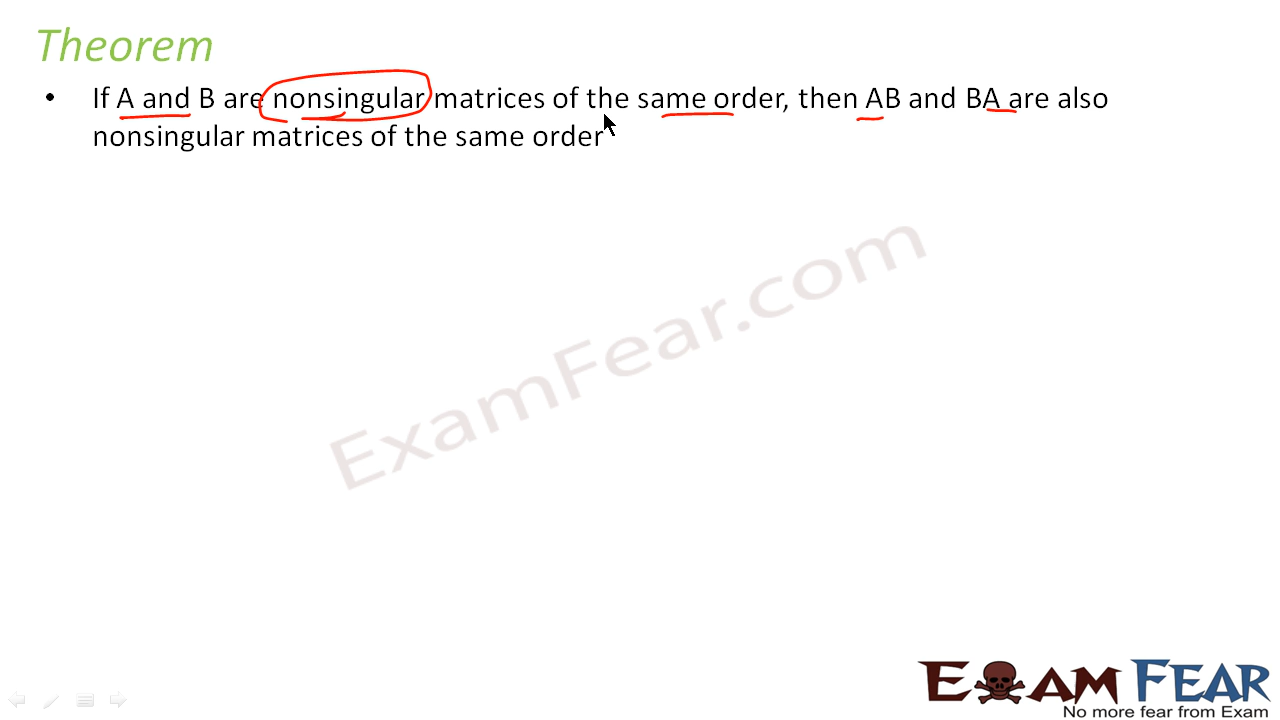 Theorem
• If A and B are nonsingular matrices of the same order, then AB and BA are also
nonsingular matrices of the same order
ExamFear.com
EXAM FEAR
No more fear from Exam